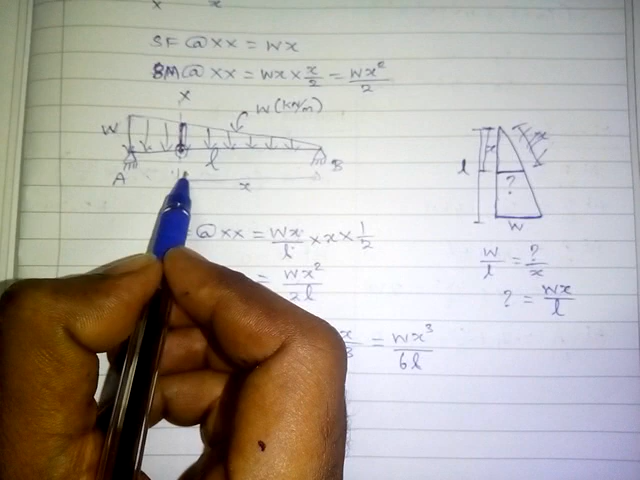 x x
SF @ xx = wx
BM @ xx = wx × x/2 = wx²/2
x
w w (kN/m)
l
A x B
@ xx = wx/l × x × 1/2
= wx²/2l
= wx³/6l
l x x
?
w
w/l = ?/x
? = wx/l